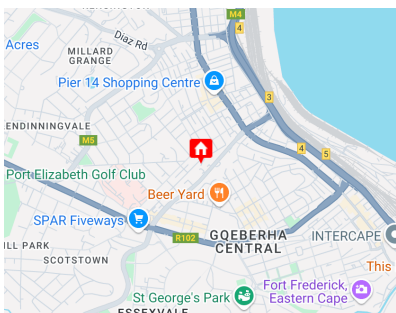 M4
4
Diaz Rd
Acres
MILLARD
GRANGE
Pier 14 Shopping Centre
3
ENDINNINGVALE
M5
4
5
Port Elizabeth Golf Club
Beer Yard
SPAR Fiveways
R102
GQEBERHA
CENTRAL
INTERCAPE
ILL PARK
SCOTSTOWN
This
Fort Frederick,
Eastern Cape
St George's Park
ESSEXVALE